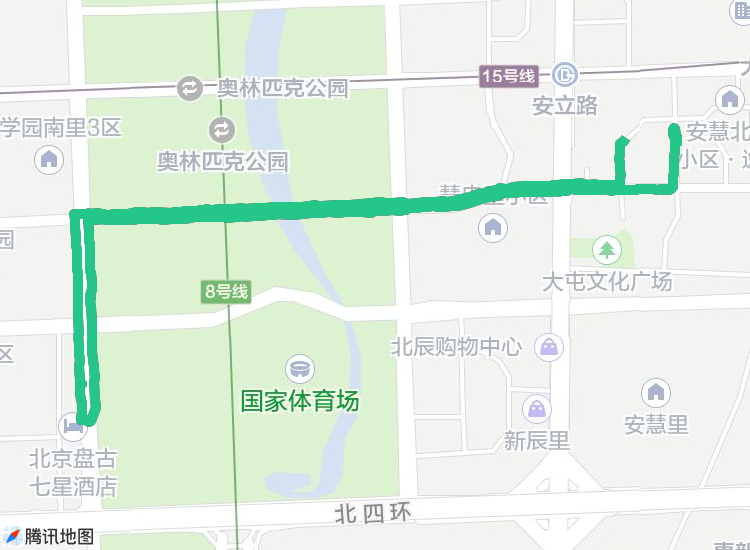 15号线
奥林匹克公园
安立路
学园南里3区
安慧北
小区·逸
奥林匹克公园
园
8号线
大屯文化广场
北辰购物中心
区
国家体育场
新辰里
安慧里
北京盘古
七星酒店
北四环
腾讯地图